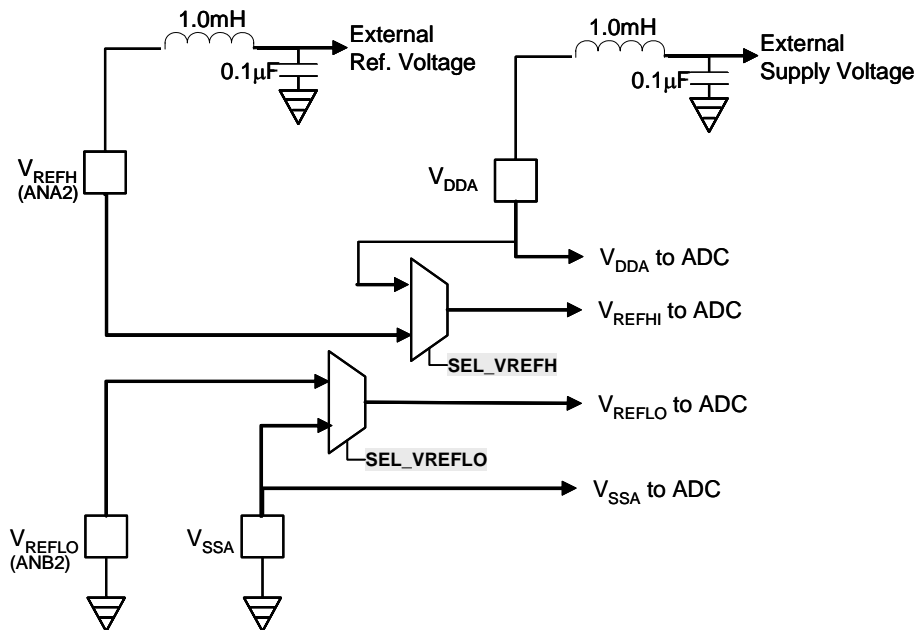 1.0mH
External
Ref. Voltage
0.1µF
1.0mH
External
Supply Voltage
0.1µF
VREFH
(ANA2)
VDDA
VDDA to ADC
VREFHI to ADC
SEL_VREFH
VREFLO to ADC
SEL_VREFLO
VSSA to ADC
VREFLO
(ANB2)
VSSA